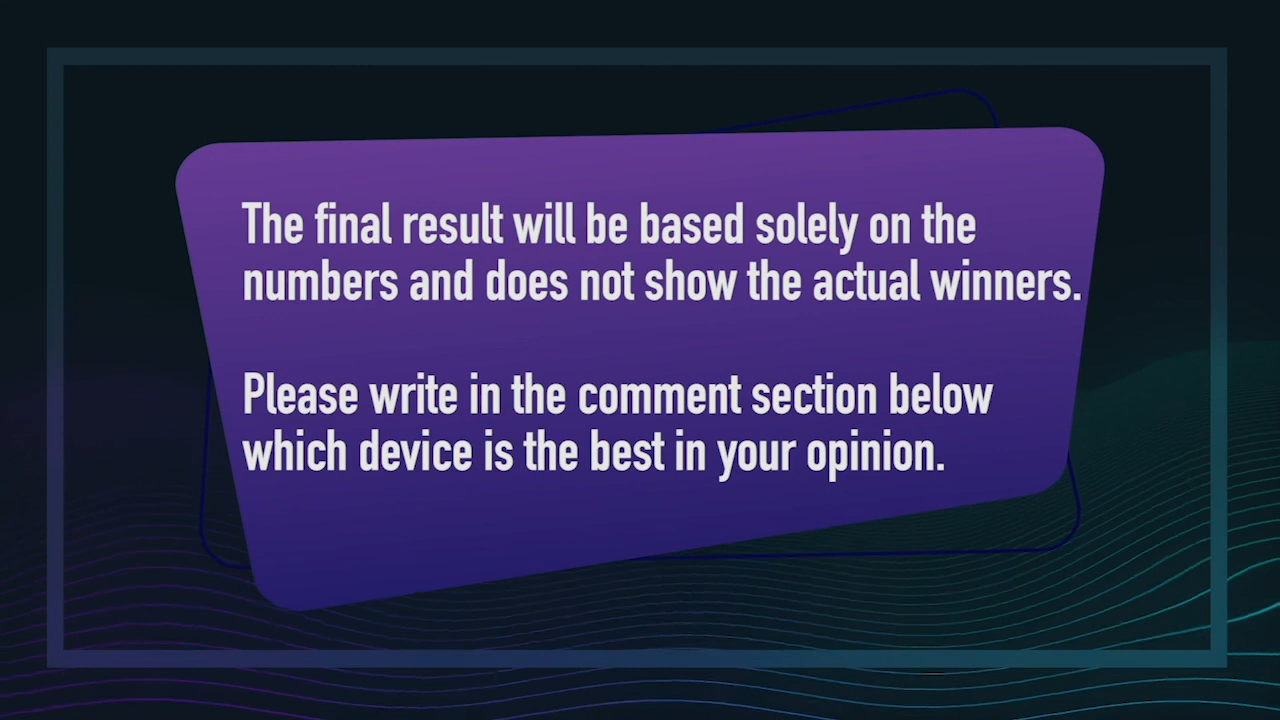 The final result will be based solely on the
numbers and does not show the actual winners.
Please write in the comment section below
which device is the best in your opinion.